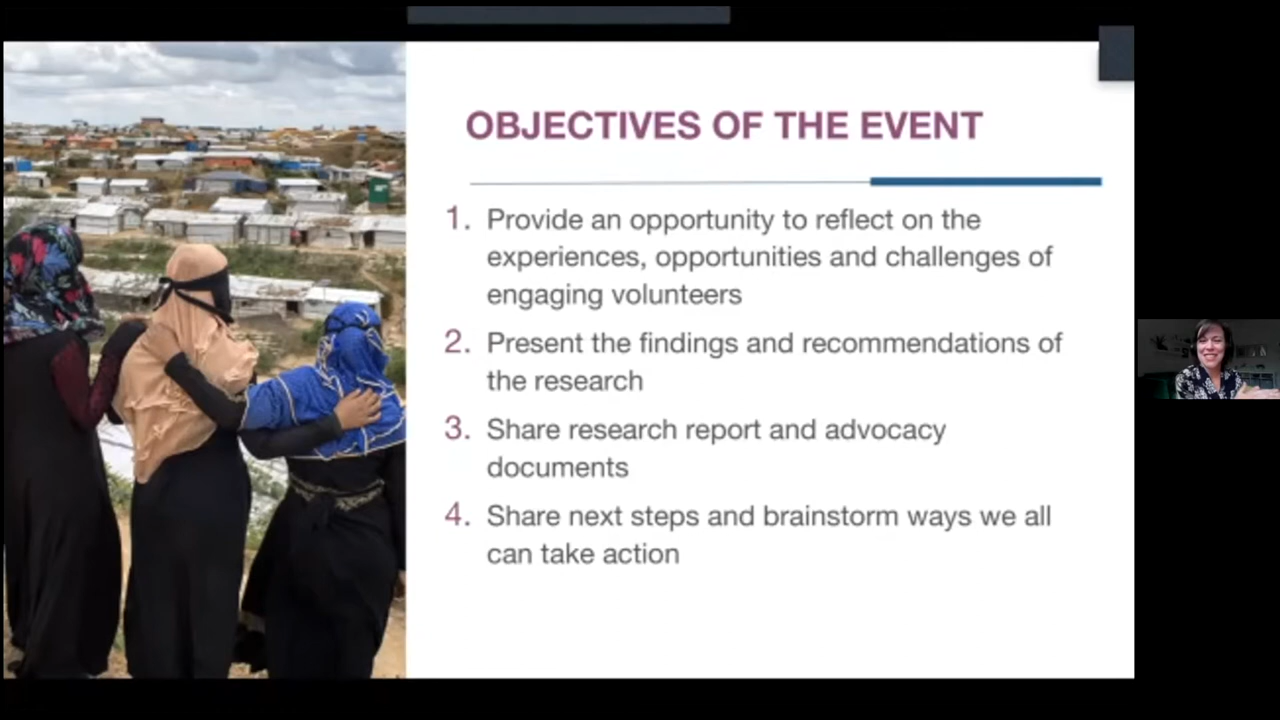 OBJECTIVES OF THE EVENT
1. Provide an opportunity to reflect on the
experiences, opportunities and challenges of
engaging volunteers
2. Present the findings and recommendations of
the research
3. Share research report and advocacy
documents
4. Share next steps and brainstorm ways we all
can take action